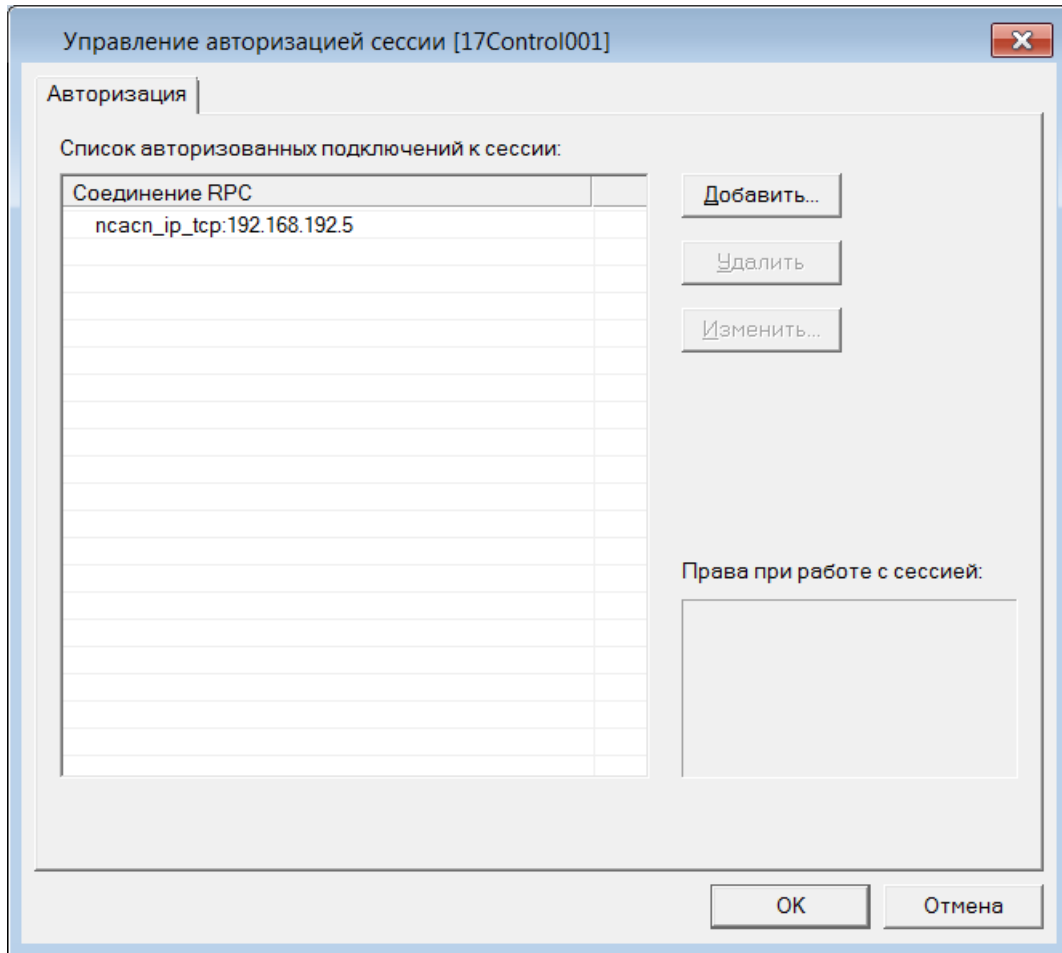 Управление авторизацией сессии [17Control001]
Авторизация
Список авторизованных подключений к сессии:
Соединение RPC
ncacn_ip_tcp:192.168.192.5
Добавить...
Удалить
Изменить...
Права при работе с сессией:
OK
Отмена